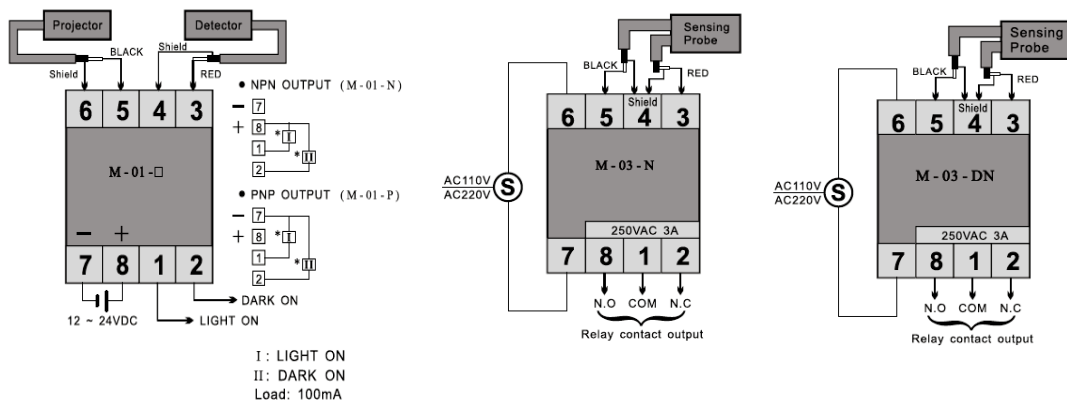 Projector
Detector
BLACK
Shield
Shield
RED
6 5 4 3
M-01-□
− +
7 8 1 2
12 ~ 24VDC
DARK ON
LIGHT ON
• NPN OUTPUT (M-01-N)
− 7
+ 8
1
2
* I
* II
• PNP OUTPUT (M-01-P)
− 7
+ 8
1
2
* I
* II
I : LIGHT ON
II : DARK ON
Load: 100mA
Sensing
Probe
BLACK
RED
Shield
6 5 4 3
M-03-N
AC110V
AC220V
S
250VAC 3A
7 8 1 2
N.O COM N.C
Relay contact output
Sensing
Probe
BLACK
RED
Shield
6 5 4 3
M-03-DN
AC110V
AC220V
S
250VAC 3A
7 8 1 2
N.O COM N.C
Relay contact output